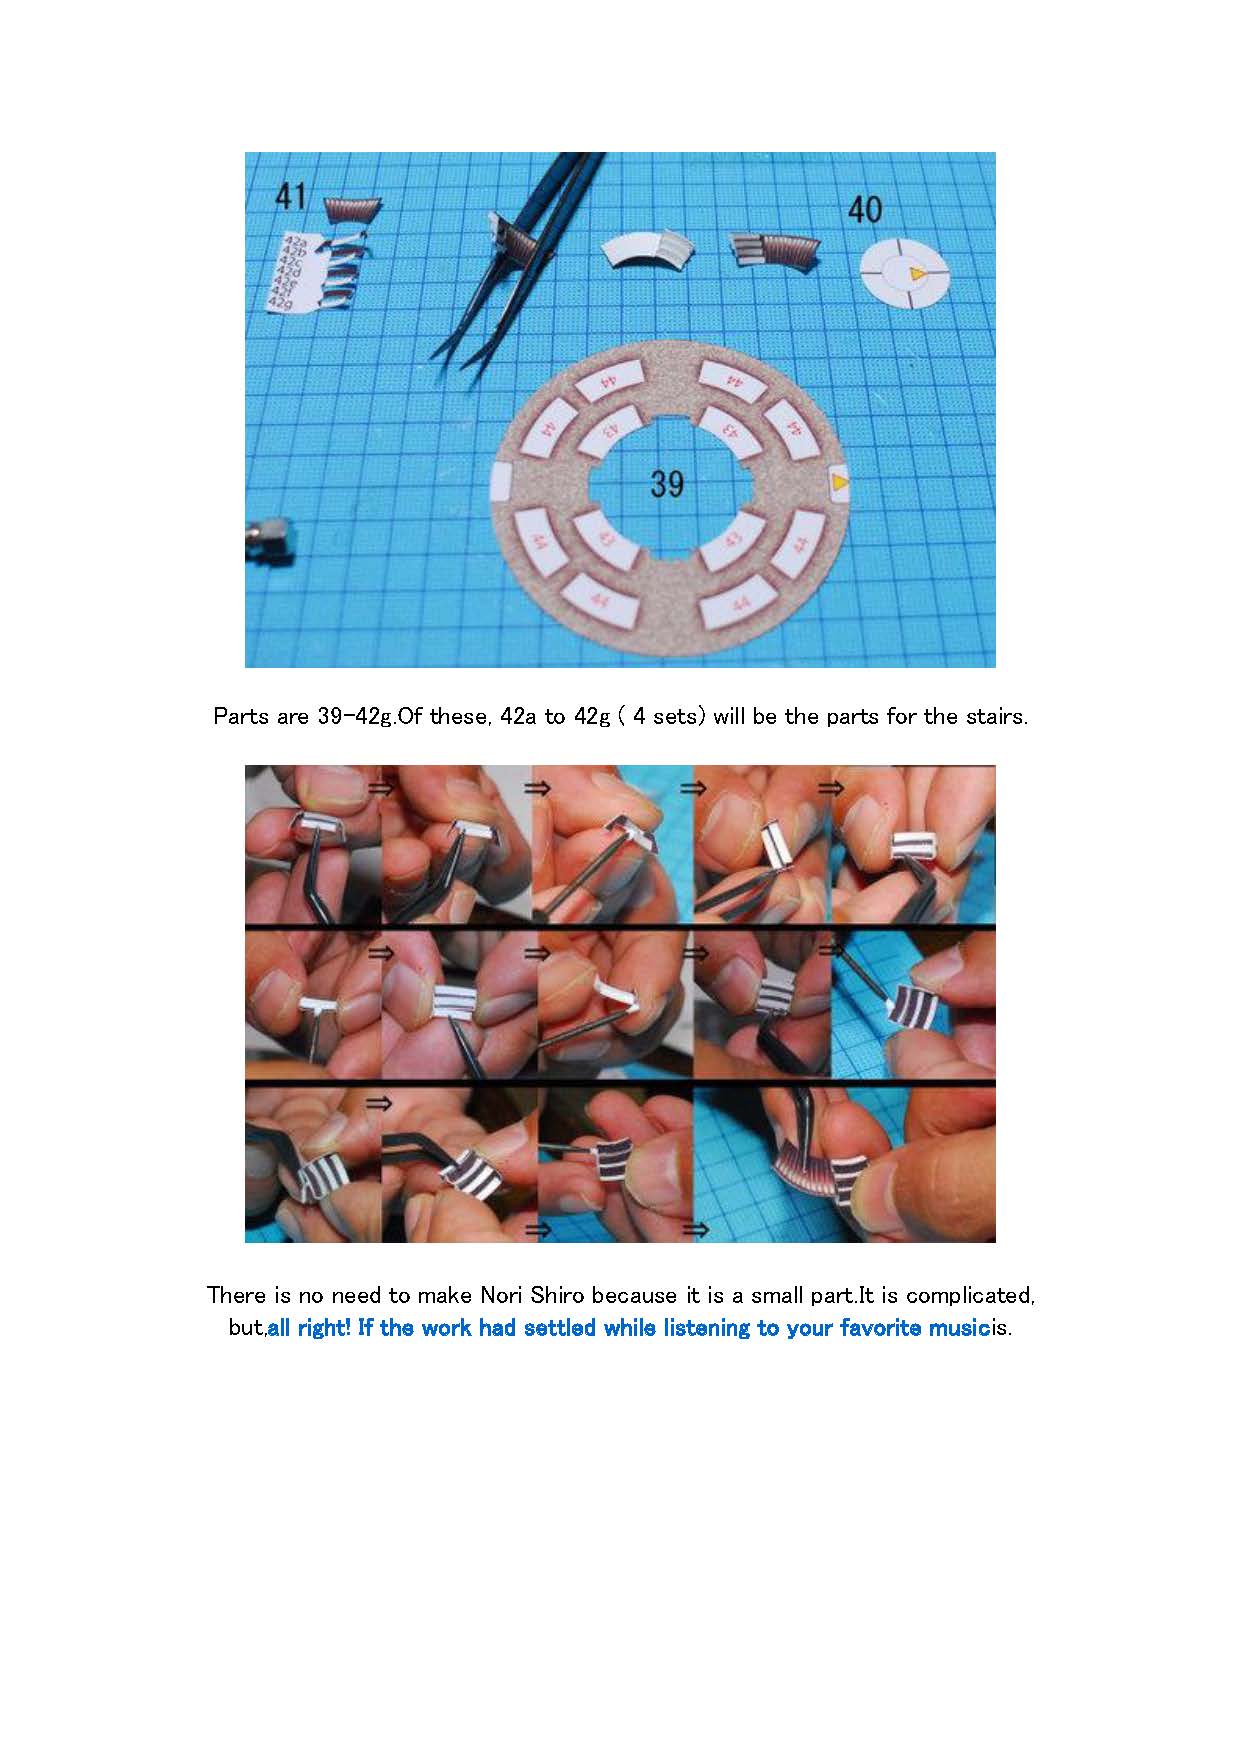 41
40
42a
42b
42c
42d
42e
42f
42g
44
44
44
44
43
43
39
44
43
43
44
44
44
Parts are 39-42g.Of these, 42a to 42g ( 4 sets) will be the parts for the stairs.
⇒ ⇒ ⇒ ⇒
⇒ ⇒ ⇒ ⇒
⇒
⇒ ⇒
There is no need to make Nori Shiro because it is a small part.It is complicated,
but,all right! If the work had settled while listening to your favorite musicis.